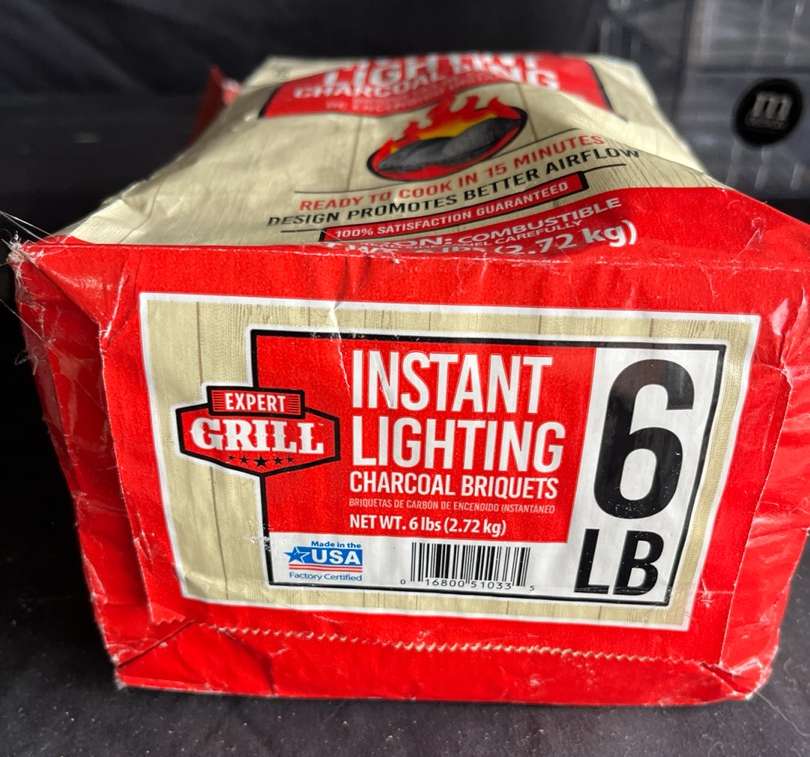 LIGHTING
CHARCOAL
READY TO COOK IN 15 MINUTES
DESIGN PROMOTES BETTER AIRFLOW
100% SATISFACTION GUARANTEED
COMBUSTIBLE
CAREFULLY
(2.72 kg)
m
EXPERT
GRILL
INSTANT
LIGHTING
CHARCOAL BRIQUETS
BRIQUETAS DE CARBÓN DE ENCENDIDO INSTANTÁNEO
NET WT. 6 lbs (2.72 kg)
6
LB
Made in the
USA
Factory Certified
0 16800 51033 5